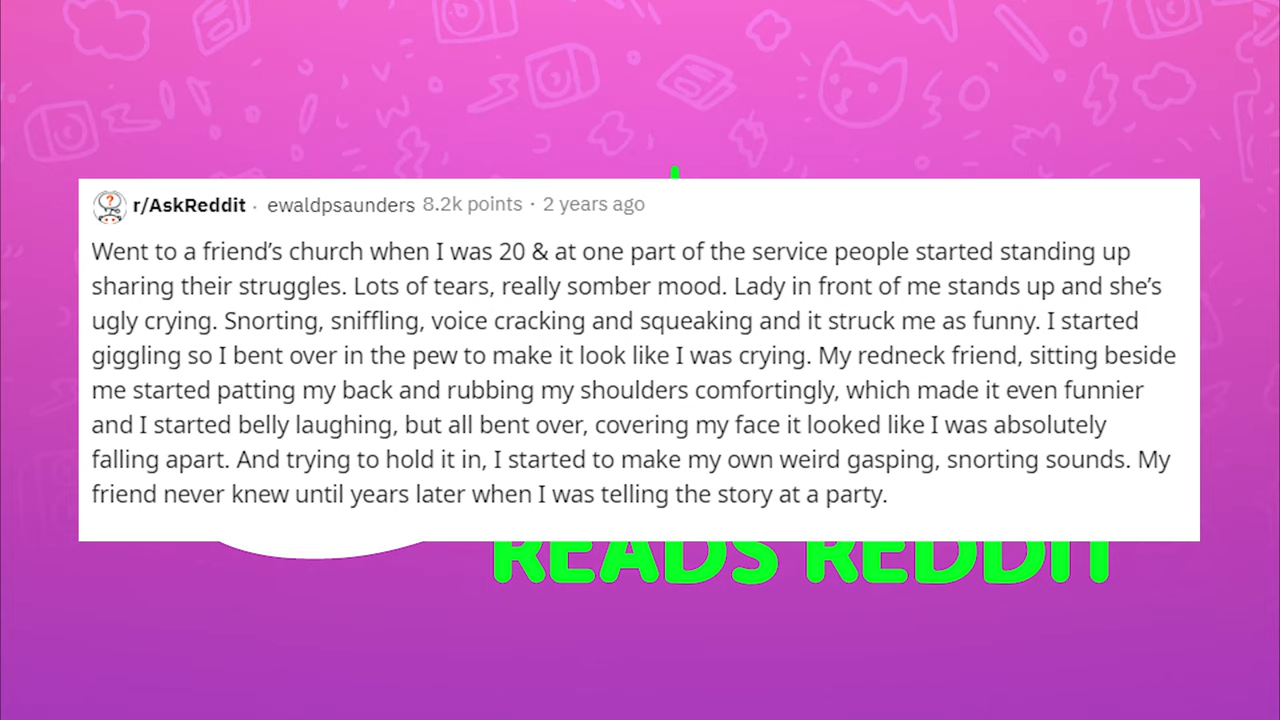 r/AskReddit · ewaldpsaunders 8.2k points · 2 years ago
Went to a friend’s church when I was 20 & at one part of the service people started standing up
sharing their struggles. Lots of tears, really somber mood. Lady in front of me stands up and she’s
ugly crying. Snorting, sniffling, voice cracking and squeaking and it struck me as funny. I started
giggling so I bent over in the pew to make it look like I was crying. My redneck friend, sitting beside
me started patting my back and rubbing my shoulders comfortingly, which made it even funnier
and I started belly laughing, but all bent over, covering my face it looked like I was absolutely
falling apart. And trying to hold it in, I started to make my own weird gasping, snorting sounds. My
friend never knew until years later when I was telling the story at a party.
READS REDDIT